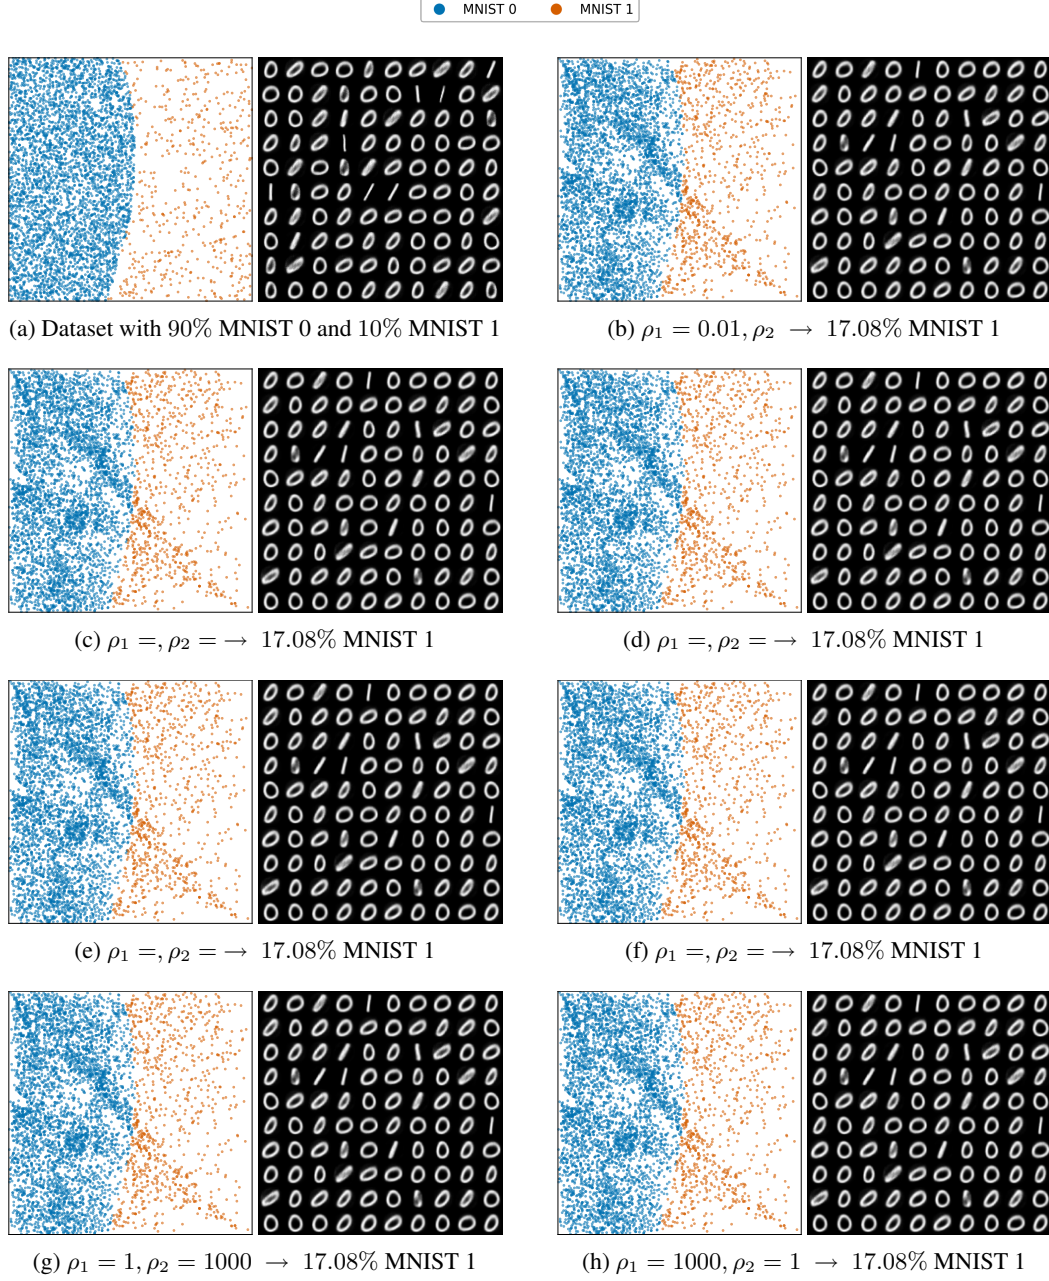 MNIST 0 MNIST 1
(a) Dataset with 90% MNIST 0 and 10% MNIST 1
(b) ρ₁ = 0.01, ρ₂ → 17.08% MNIST 1
(c) ρ₁ =, ρ₂ = → 17.08% MNIST 1
(d) ρ₁ =, ρ₂ = → 17.08% MNIST 1
(e) ρ₁ =, ρ₂ = → 17.08% MNIST 1
(f) ρ₁ =, ρ₂ = → 17.08% MNIST 1
(g) ρ₁ = 1, ρ₂ = 1000 → 17.08% MNIST 1
(h) ρ₁ = 1000, ρ₂ = 1 → 17.08% MNIST 1